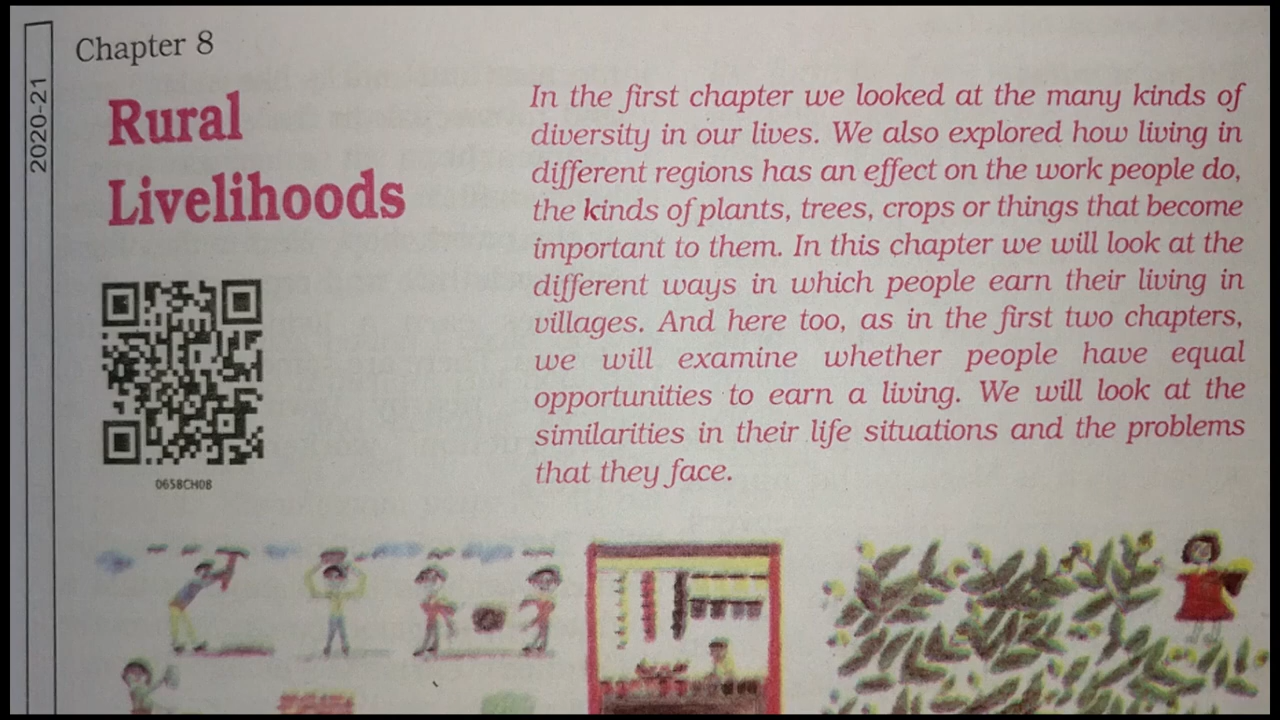 2020-21
Chapter 8
Rural
Livelihoods
0658CH08
In the first chapter we looked at the many kinds of
diversity in our lives. We also explored how living in
different regions has an effect on the work people do,
the kinds of plants, trees, crops or things that become
important to them. In this chapter we will look at the
different ways in which people earn their living in
villages. And here too, as in the first two chapters,
we will examine whether people have equal
opportunities to earn a living. We will look at the
similarities in their life situations and the problems
that they face.